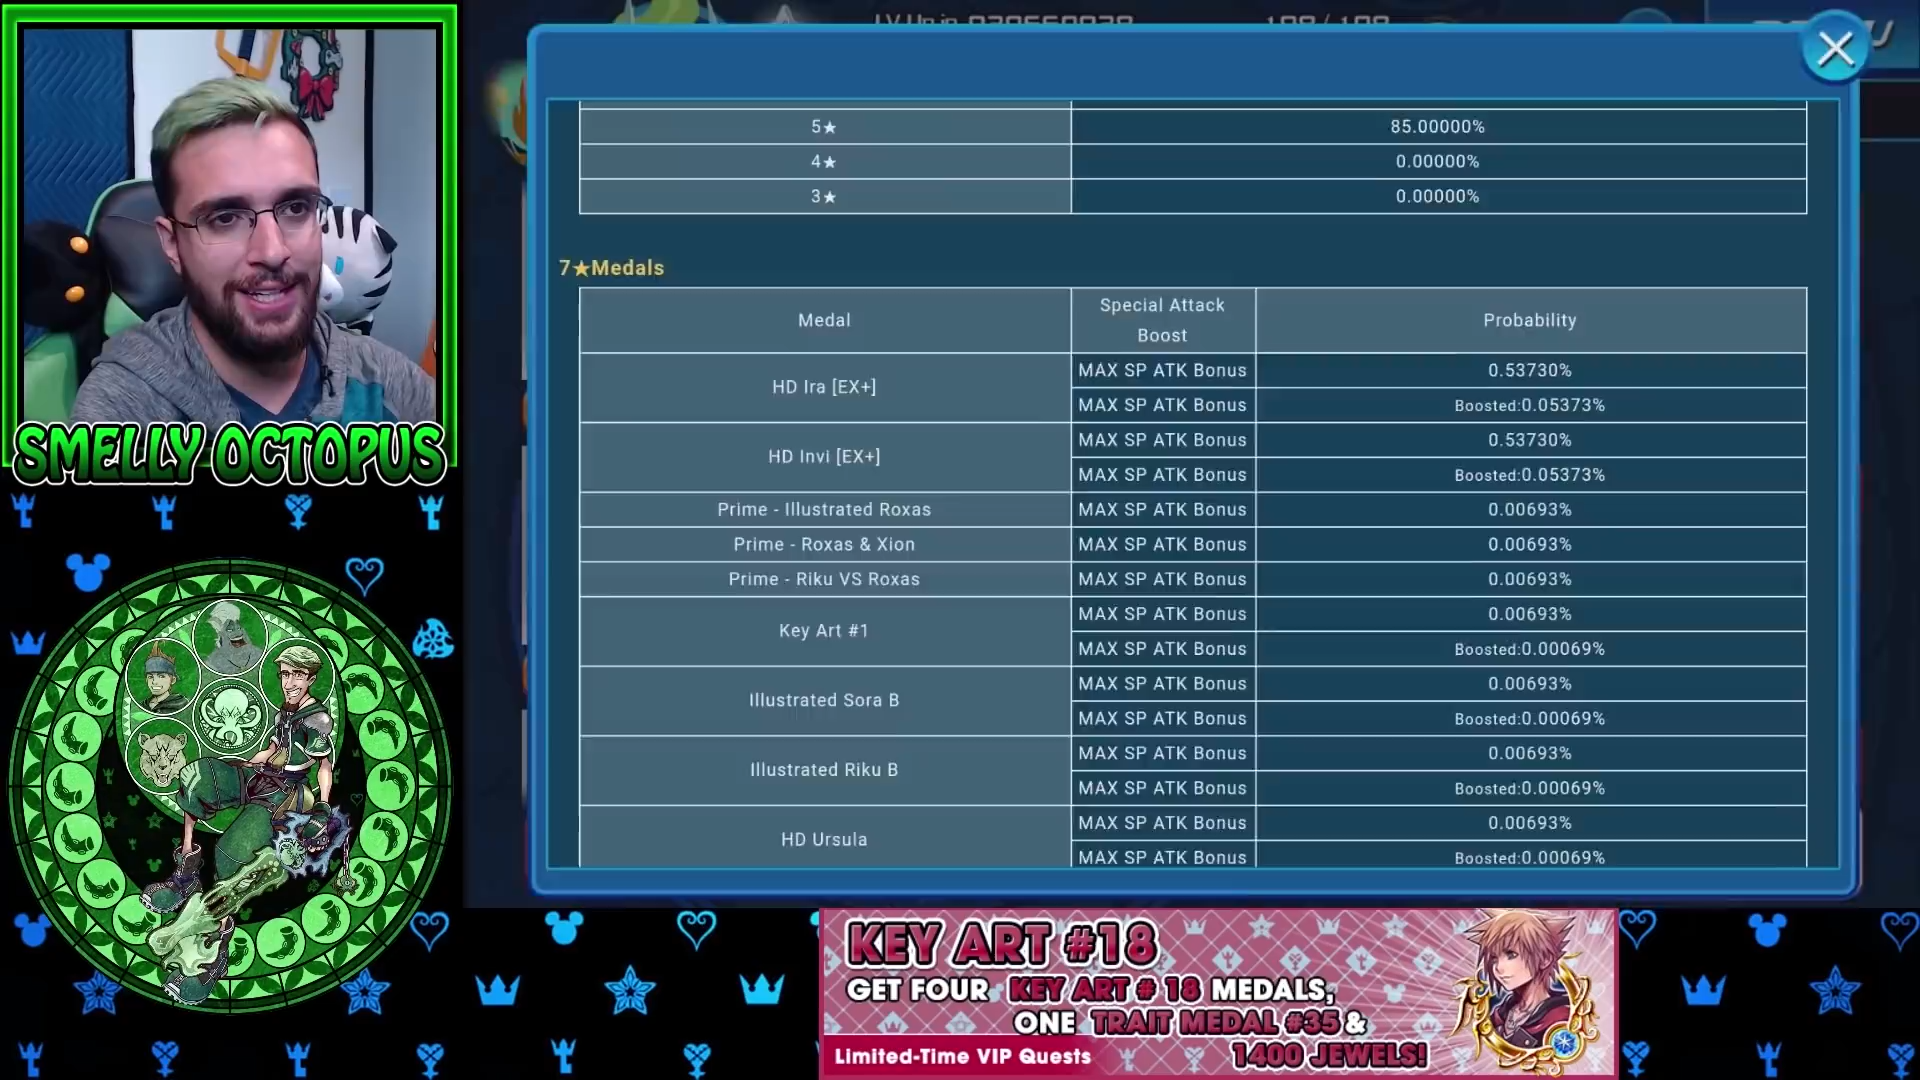 5★ 85.00000%
4★ 0.00000%
3★ 0.00000%
7★Medals
Medal Special Attack Boost Probability
HD Ira [EX+] MAX SP ATK Bonus 0.53730%
MAX SP ATK Bonus Boosted:0.05373%
HD Invi [EX+] MAX SP ATK Bonus 0.53730%
MAX SP ATK Bonus Boosted:0.05373%
Prime - Illustrated Roxas MAX SP ATK Bonus 0.00693%
Prime - Roxas & Xion MAX SP ATK Bonus 0.00693%
Prime - Riku VS Roxas MAX SP ATK Bonus 0.00693%
Key Art #1 MAX SP ATK Bonus 0.00693%
MAX SP ATK Bonus Boosted:0.00069%
Illustrated Sora B MAX SP ATK Bonus 0.00693%
MAX SP ATK Bonus Boosted:0.00069%
Illustrated Riku B MAX SP ATK Bonus 0.00693%
MAX SP ATK Bonus Boosted:0.00069%
HD Ursula MAX SP ATK Bonus 0.00693%
MAX SP ATK Bonus Boosted:0.00069%
SMELLY OCTOPUS
KEY ART #18
GET FOUR KEY ART # 18 MEDALS,
ONE TRAIT MEDAL #35 &
1400 JEWELS!
Limited-Time VIP Quests